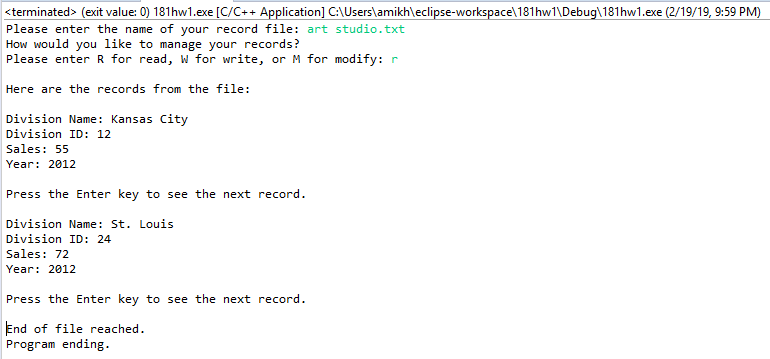 <terminated> (exit value: 0) 181hw1.exe [C/C++ Application] C:\Users\amikh\eclipse-workspace\181hw1\Debug\181hw1.exe (2/19/19, 9:59 PM)
Please enter the name of your record file: art studio.txt
How would you like to manage your records?
Please enter R for read, W for write, or M for modify: r
Here are the records from the file:
Division Name: Kansas City
Division ID: 12
Sales: 55
Year: 2012
Press the Enter key to see the next record.
Division Name: St. Louis
Division ID: 24
Sales: 72
Year: 2012
Press the Enter key to see the next record.
End of file reached.
Program ending.